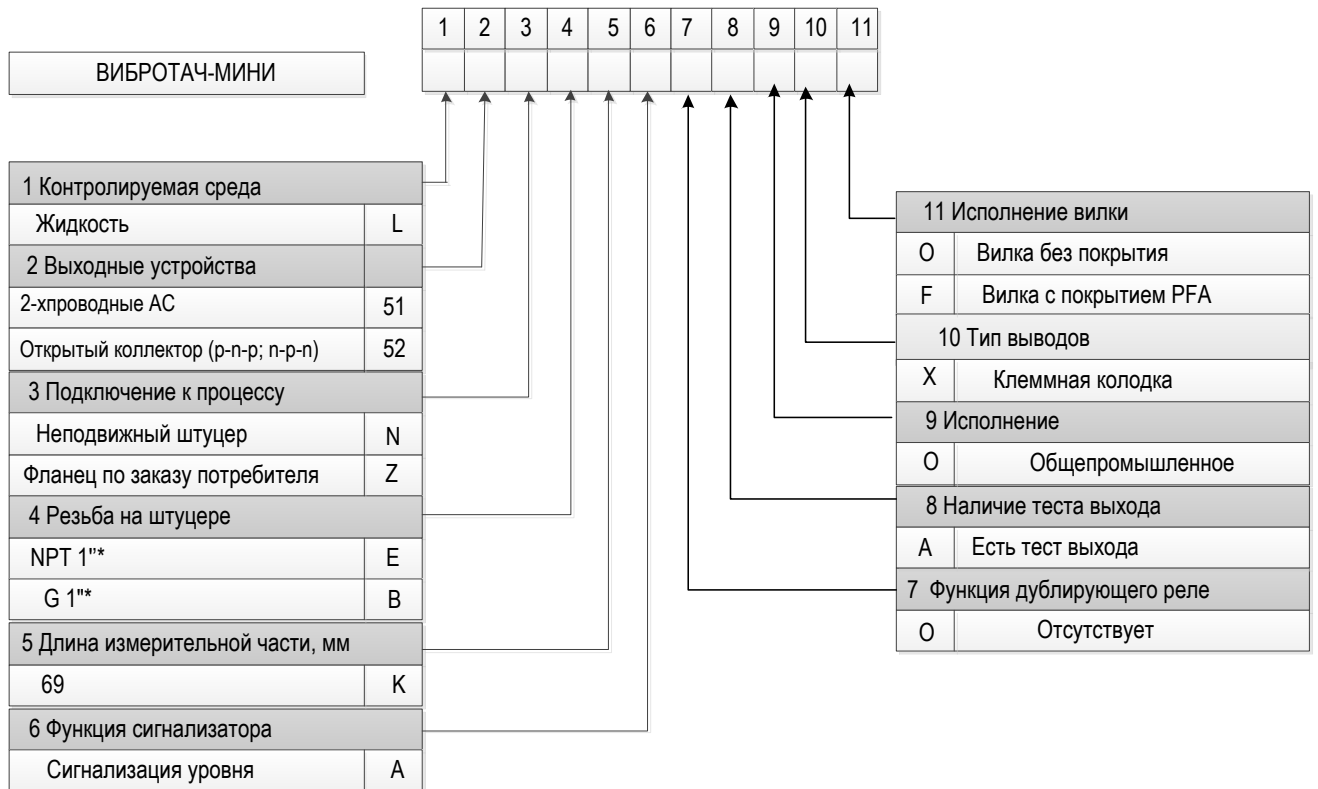 1 2 3 4 5 6 7 8 9 10 11
ВИБРОТАЧ-МИНИ
1 Контролируемая среда
Жидкость L
2 Выходные устройства
2-хпроводные AC 51
Открытый коллектор (p-n-p; n-p-n) 52
3 Подключение к процессу
Неподвижный штуцер N
Фланец по заказу потребителя Z
4 Резьба на штуцере
NPT 1"* E
G 1"* B
5 Длина измерительной части, мм
69 K
6 Функция сигнализатора
Сигнализация уровня A
11 Исполнение вилки
O Вилка без покрытия
F Вилка с покрытием PFA
10 Тип выводов
X Клеммная колодка
9 Исполнение
O Общепромышленное
8 Наличие теста выхода
A Есть тест выхода
7 Функция дублирующего реле
O Отсутствует